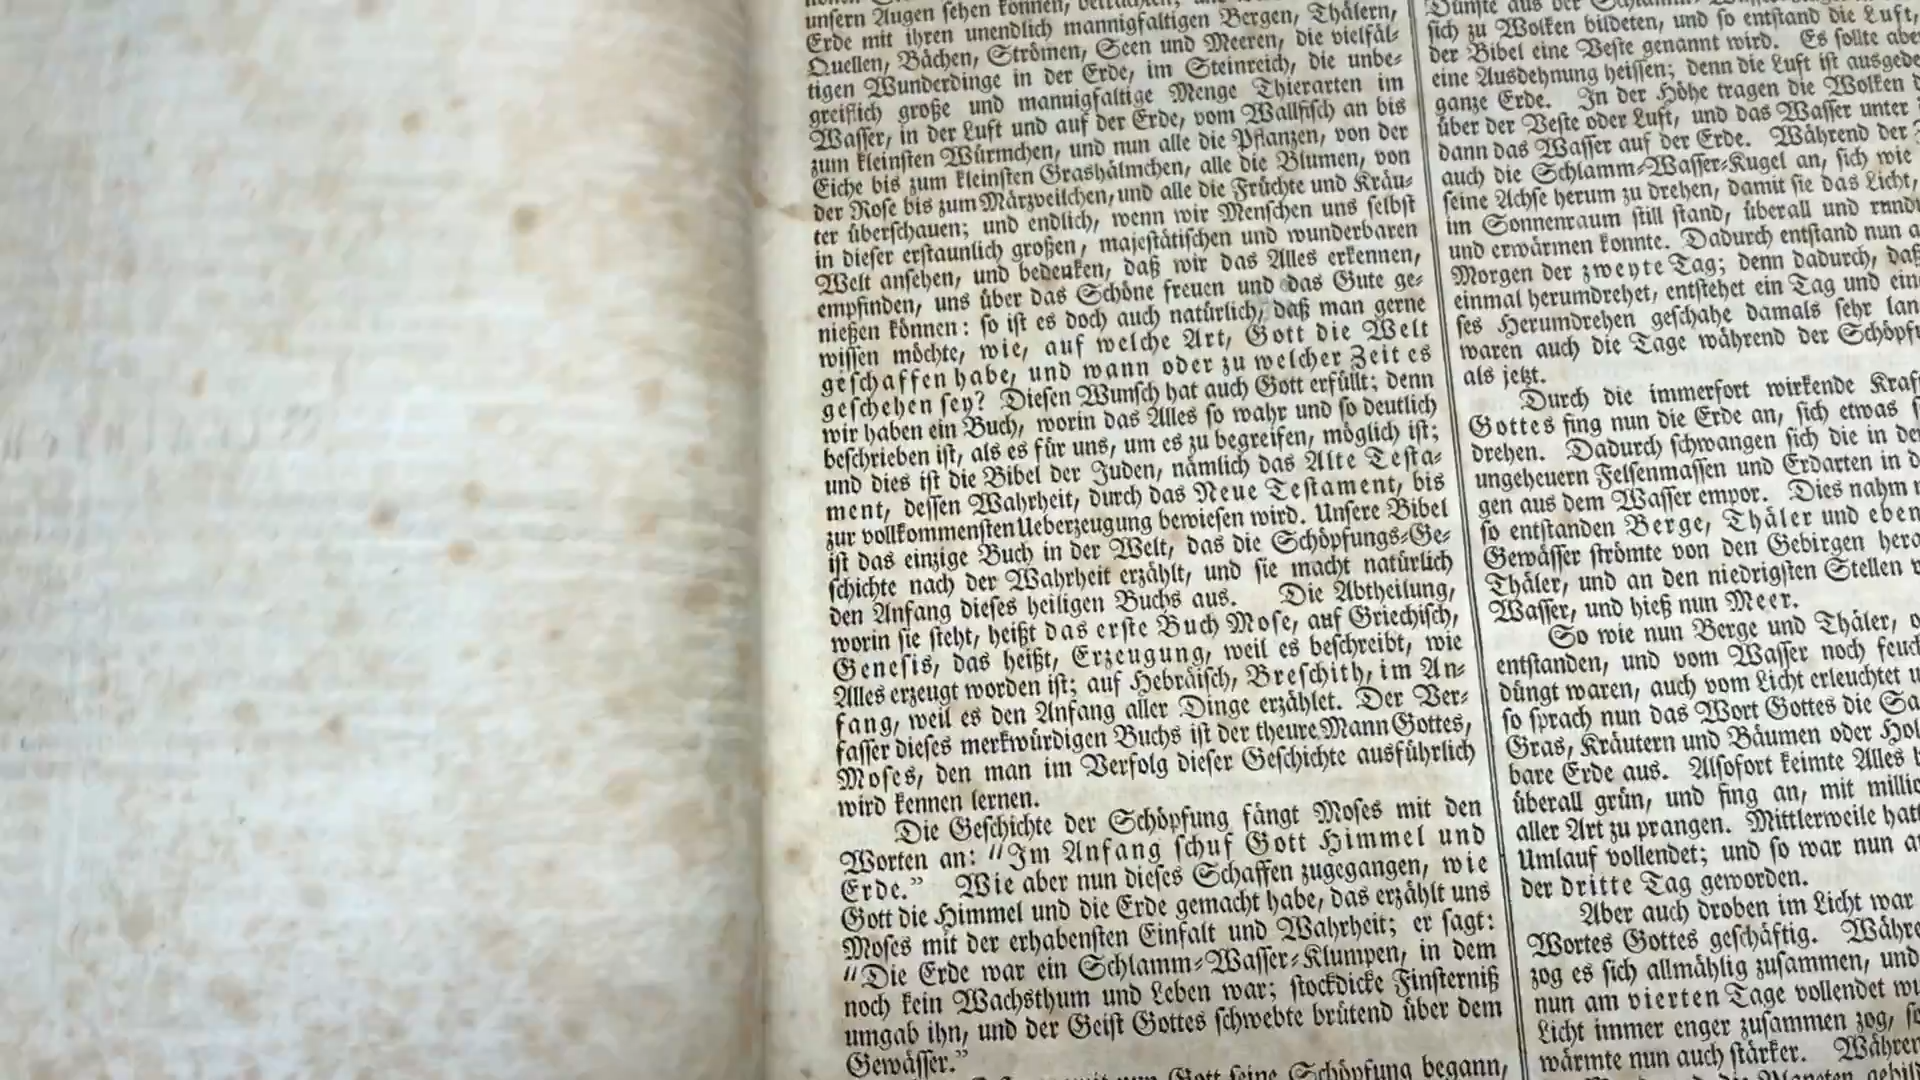 unsern Augen sehen können,
Erde mit ihren unendlich mannigfaltigen Bergen, Thälern,
Quellen, Bächen, Strömen, Seen und Meeren, die vielfäl⸗
tigen Wunderdinge in der Erde, im Steinreich, die unbe⸗
greiflich große und mannigfaltige Menge Thierarten im
Wasser, in der Luft und auf der Erde, vom Wallfisch an bis
zum kleinsten Würmchen, und nun alle die Pflanzen, von der
Eiche bis zum kleinsten Grashälmchen, alle die Blumen, von
der Rose bis zum Märzveilchen, und alle die Früchte und Kräu⸗
ter überschauen; und endlich, wenn wir Menschen uns selbst
in dieser erstaunlich großen, majestätischen und wunderbaren
Welt ansehen, und bedenken, daß wir das Alles erkennen,
empfinden, uns über das Schöne freuen und das Gute ge⸗
nießen können: so ist es doch auch natürlich, daß man gerne
wissen möchte, wie, auf welche Art, Gott die Welt
geschaffen habe, und wann oder zu welcher Zeit es
geschehen sey? Diesen Wunsch hat auch Gott erfüllt; denn
wir haben ein Buch, worin das Alles so wahr und so deutlich
beschrieben ist, als es für uns, um es zu begreifen, möglich ist;
und dies ist die Bibel der Juden, nämlich das Alte Testa⸗
ment, dessen Wahrheit, durch das Neue Testament, bis
zur vollkommensten Ueberzeugung bewiesen wird. Unsere Bibel
ist das einzige Buch in der Welt, das die Schöpfungs⸗Ge⸗
schichte nach der Wahrheit erzählt, und sie macht natürlich
den Anfang dieses heiligen Buchs aus. Die Abtheilung,
worin sie steht, heißt das erste Buch Mose, auf Griechisch,
Genesis, das heißt, Erzeugung, weil es beschreibt, wie
Alles erzeugt worden ist; auf Hebräisch, Breschith, im An⸗
fang, weil es den Anfang aller Dinge erzählet. Der Ver⸗
fasser dieses merkwürdigen Buchs ist der theure Mann Gottes,
Moses, den man im Verfolg dieser Geschichte ausführlich
wird kennen lernen.
Die Geschichte der Schöpfung fängt Moses mit den
Worten an: “Im Anfang schuf Gott Himmel und
Erde.” Wie aber nun dieses Schaffen zugegangen, wie
Gott die Himmel und die Erde gemacht habe, das erzählt uns
Moses mit der erhabensten Einfalt und Wahrheit; er sagt:
“Die Erde war ein Schlamm⸗Wasser⸗Klumpen, in dem
noch kein Wachsthum und Leben war; stockdicke Finsterniß
umgab ihn, und der Geist Gottes schwebte brütend über dem
Gewässer.”
Gott seine Schöpfung begann,
Dünste aus der
sich zu Wolken bildeten, und so entstand die Luft,
der Bibel eine Veste genannt wird. Es sollte
eine Ausdehnung heissen; denn die Luft ist
ganze Erde. In der Höhe tragen die Wolken
über der Veste oder Luft, und das Wasser unter
dann das Wasser auf der Erde. Während der
auch die Schlamm⸗Wasser⸗Kugel an, sich wie
seine Achse herum zu drehen, damit sie das Licht,
im Sonnenraum still stand, überall und
und erwärmen konnte. Dadurch entstand nun
Morgen der zweyte Tag; denn dadurch,
einmal herumdrehet, entstehet ein Tag und
ses Herumdrehen geschahe damals sehr
waren auch die Tage während der
als jetzt.
Durch die immerfort wirkende
Gottes fing nun die Erde an, sich etwas
drehen. Dadurch schwangen sich die in
ungeheuern Felsenmassen und Erdarten in
gen aus dem Wasser empor. Dies nahm
so entstanden Berge, Thäler und
Gewässer strömte von den Gebirgen
Thäler, und an den niedrigsten Stellen
Wasser, und hieß nun Meer.
So wie nun Berge und Thäler,
entstanden, und vom Wasser noch
düngt waren, auch vom Licht erleuchtet
so sprach nun das Wort Gottes die
Gras, Kräutern und Bäumen oder
bare Erde aus. Alsofort keimte Alles
überall grün, und fing an, mit
aller Art zu prangen. Mittlerweile
Umlauf vollendet; und so war nun
der dritte Tag geworden.
Aber auch droben im Licht war
Wortes Gottes geschäftig.
zog es sich allmählig zusammen, und
nun am vierten Tage vollendet
Licht immer enger zusammen zog,
wärmte nun auch stärker.